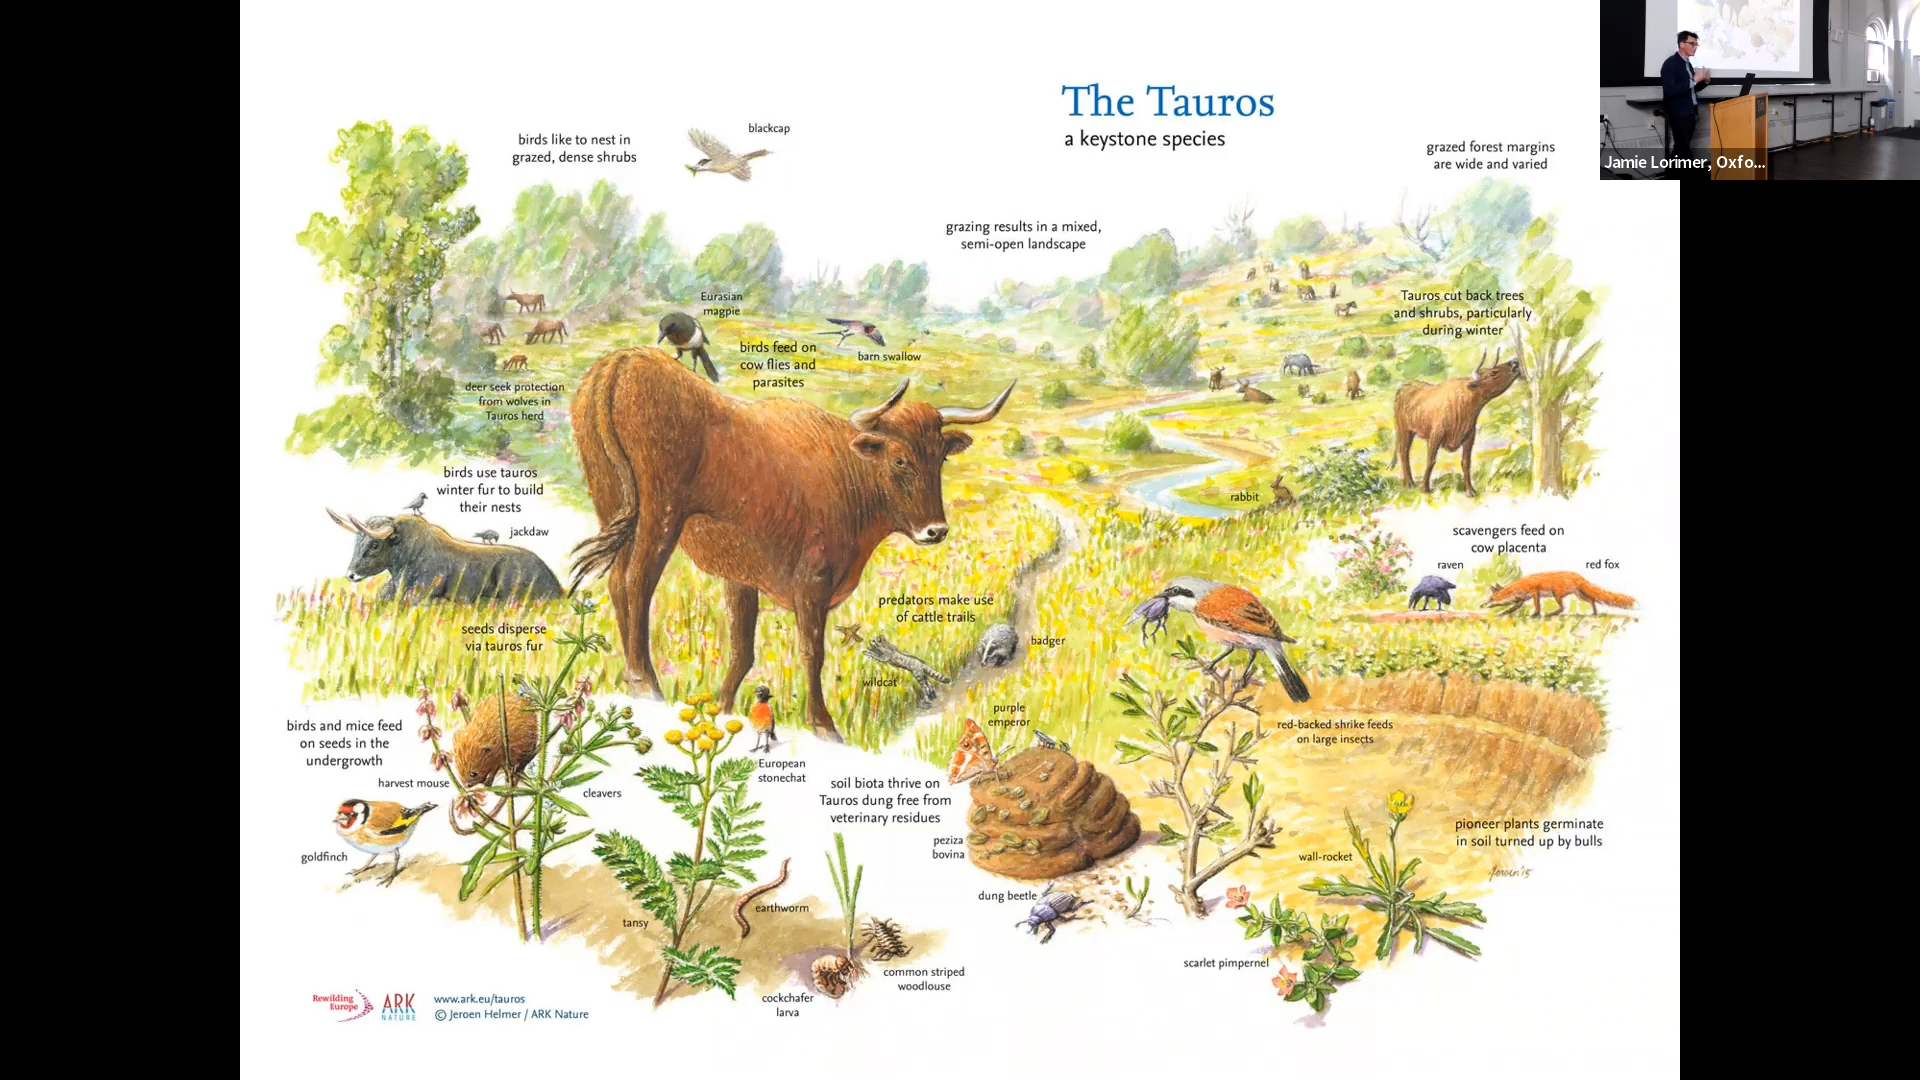 The Tauros
a keystone species
Jamie Lorimer, Oxfo...
blackcap
birds like to nest in
grazed, dense shrubs
grazed forest margins
are wide and varied
grazing results in a mixed,
semi-open landscape
Eurasian
magpie
birds feed on
cow flies and
parasites
barn swallow
Tauros cut back trees
and shrubs, particularly
during winter
deer seek protection
from wolves in
Tauros herd
birds use tauros
winter fur to build
their nests
jackdaw
rabbit
scavengers feed on
cow placenta
raven
red fox
predators make use
of cattle trails
badger
wildcat
seeds disperse
via tauros fur
purple
emperor
red-backed shrike feeds
on large insects
birds and mice feed
on seeds in the
undergrowth
harvest mouse
cleavers
European
stonechat
soil biota thrive on
Tauros dung free from
veterinary residues
peziza
bovina
goldfinch
pioneer plants germinate
in soil turned up by bulls
wall-rocket
Jeroen'15
dung beetle
earthworm
tansy
scarlet pimpernel
common striped
woodlouse
cockchafer
larva
Rewilding
Europe
ARK
NATURE
www.ark.eu/tauros
© Jeroen Helmer / ARK Nature